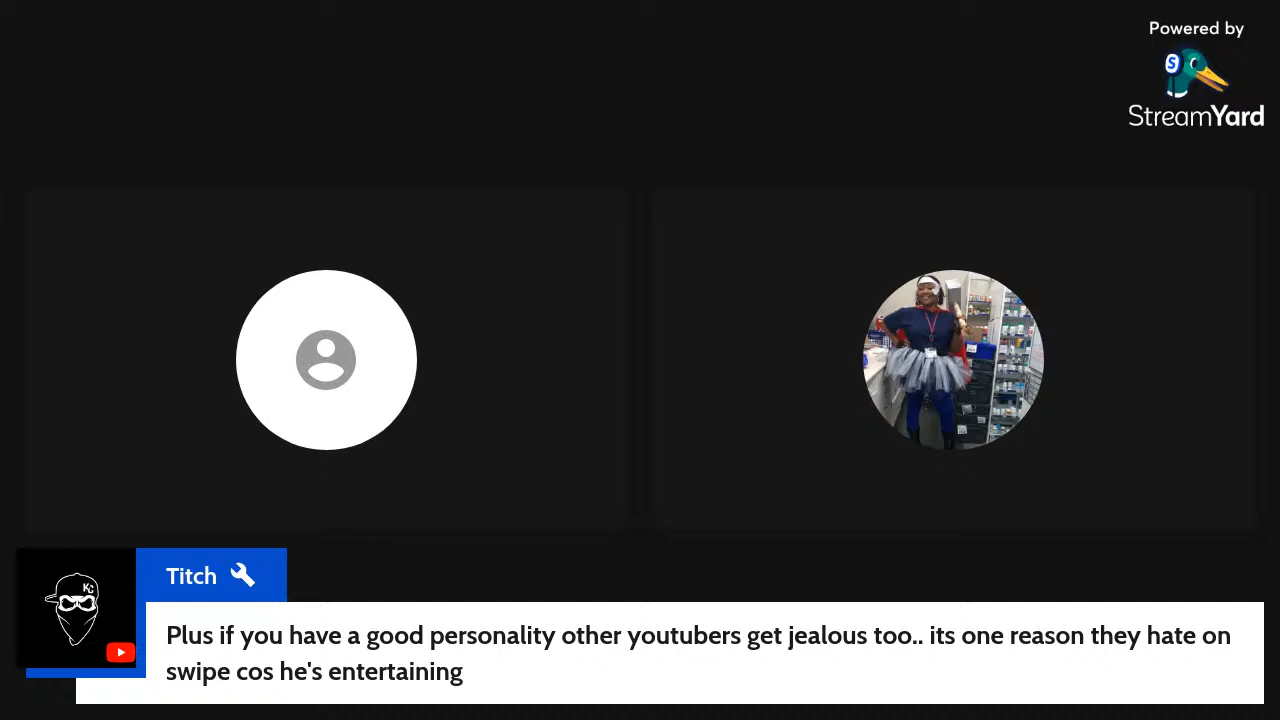 Powered by
S
StreamYard
KC
Titch
Plus if you have a good personality other youtubers get jealous too.. its one reason they hate on
swipe cos he's entertaining